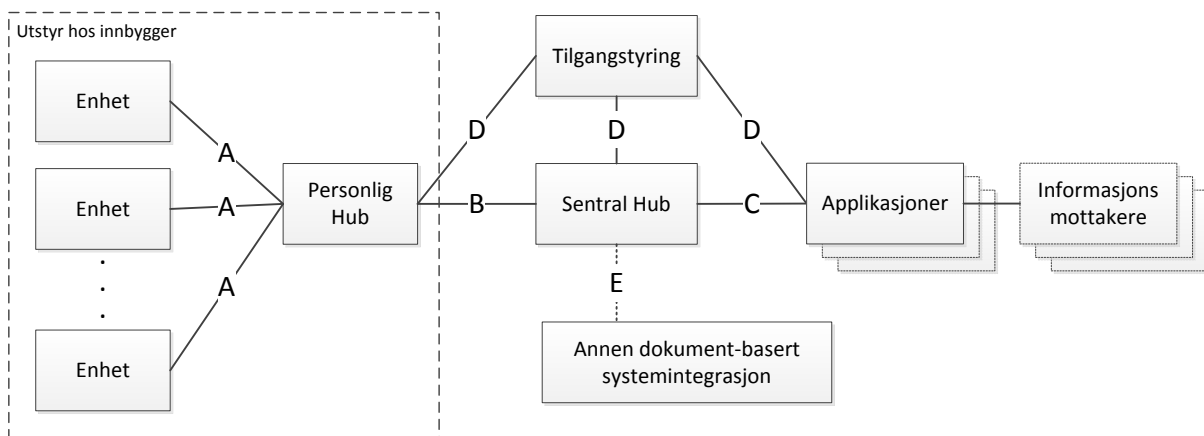 Utstyr hos innbygger
Enhet
Enhet
.
.
.
Enhet
A
A
A
Personlig
Hub
D
B
Tilgangstyring
D
Sentral Hub
D
C
E
Annen dokument-basert
systemintegrasjon
Applikasjoner
Informasjons
mottakere